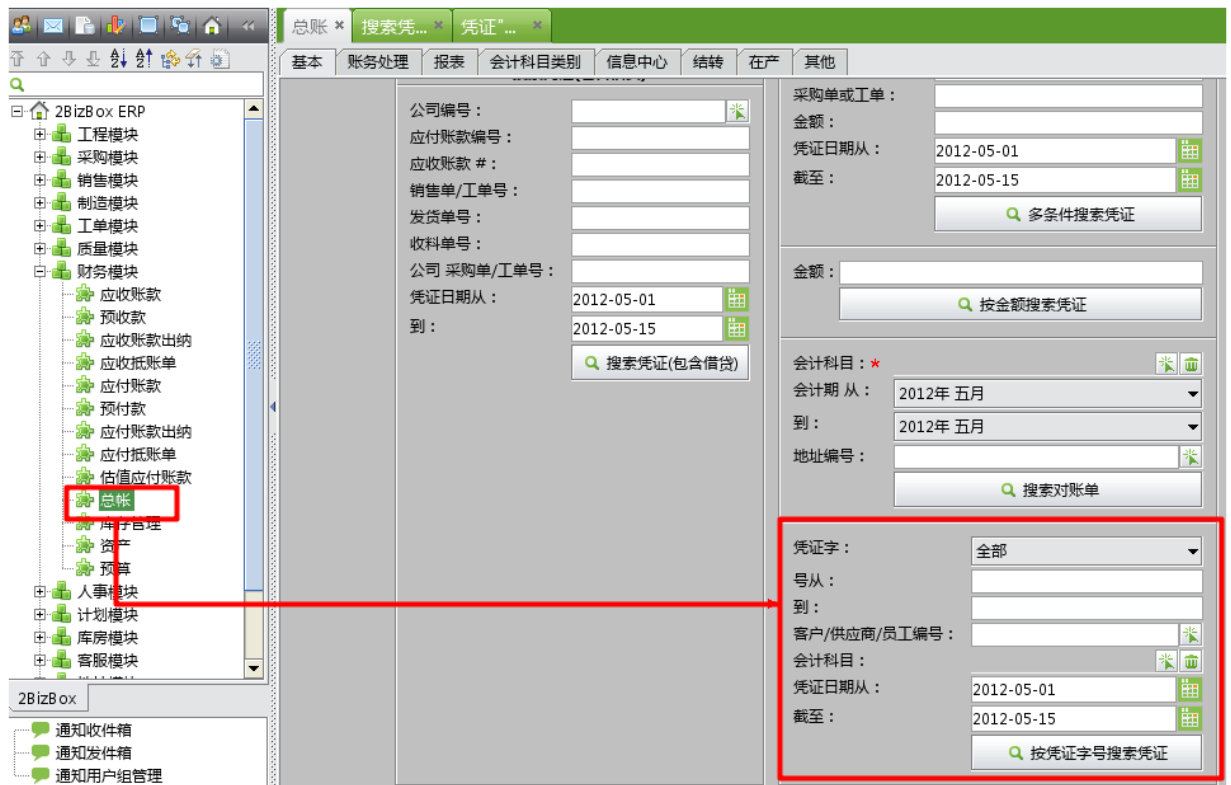 总账
搜索凭...
凭证"...
基本
账务处理
报表
会计科目类别
信息中心
结转
在产
其他
2BizBox ERP
工程模块
采购模块
销售模块
制造模块
工单模块
质量模块
财务模块
应收账款
预收款
应收账款出纳
应收抵账单
应付账款
预付款
应付账款出纳
应付抵账单
估值应付账款
总帐
库存管理
资产
预算
人事模块
计划模块
库房模块
客服模块
2BizBox
通知收件箱
通知发件箱
通知用户组管理
公司编号：
应付账款编号：
应收账款 #：
销售单/工单号：
发货单号：
收料单号：
公司 采购单/工单号：
凭证日期从： 2012-05-01
到： 2012-05-15
搜索凭证(包含借贷)
采购单或工单：
金额：
凭证日期从： 2012-05-01
截至： 2012-05-15
多条件搜索凭证
金额：
按金额搜索凭证
会计科目：*
会计期 从： 2012年 五月
到： 2012年 五月
地址编号：
搜索对账单
凭证字： 全部
号从：
到：
客户/供应商/员工编号：
会计科目：
凭证日期从： 2012-05-01
截至： 2012-05-15
按凭证字号搜索凭证